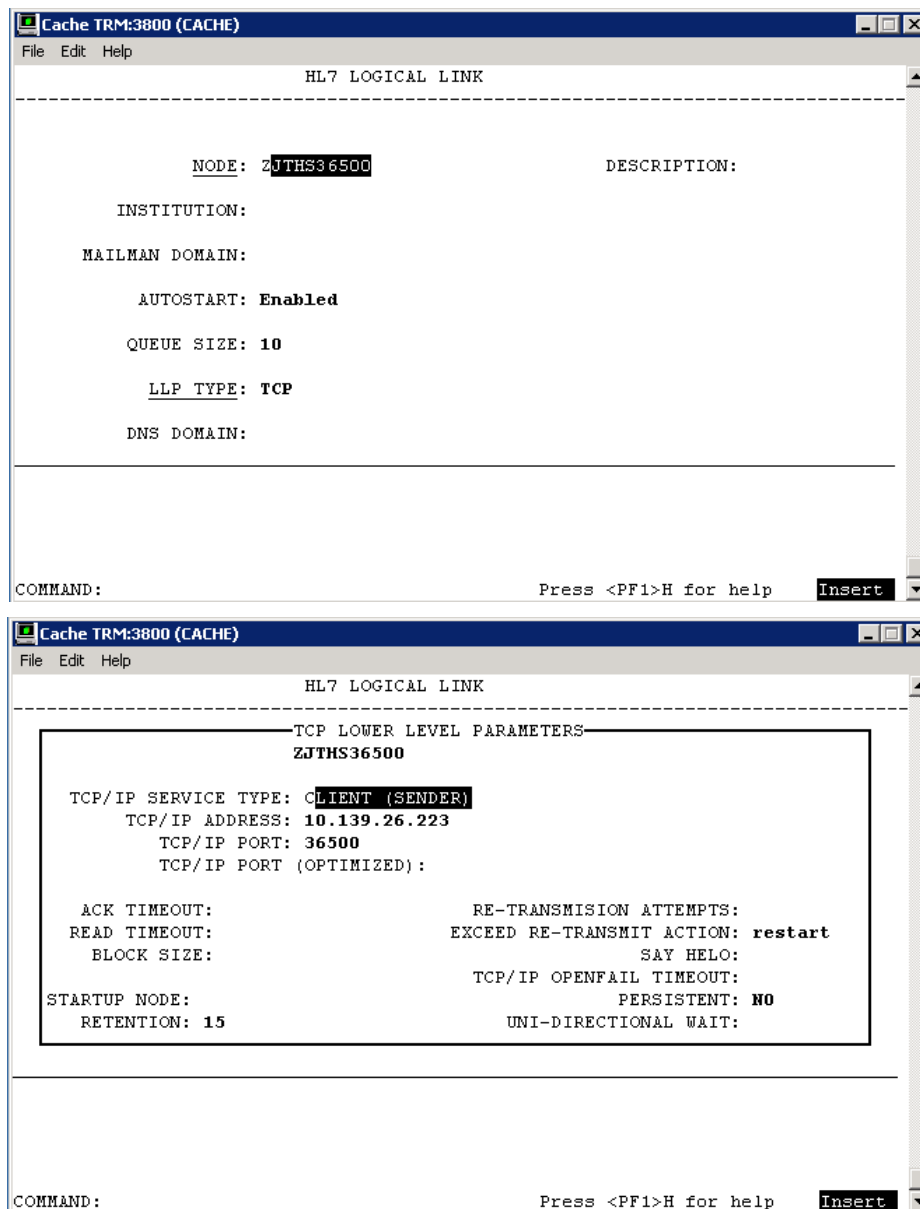 Cache TRM:3800 (CACHE)
File Edit Help
HL7 LOGICAL LINK
NODE: ZJTHS36500 DESCRIPTION:
INSTITUTION:
MAILMAN DOMAIN:
AUTOSTART: Enabled
QUEUE SIZE: 10
LLP TYPE: TCP
DNS DOMAIN:
COMMAND: Press <PF1>H for help Insert
Cache TRM:3800 (CACHE)
File Edit Help
HL7 LOGICAL LINK
TCP LOWER LEVEL PARAMETERS
ZJTHS36500
TCP/IP SERVICE TYPE: CLIENT (SENDER)
TCP/IP ADDRESS: 10.139.26.223
TCP/IP PORT: 36500
TCP/IP PORT (OPTIMIZED):
ACK TIMEOUT: RE-TRANSMISION ATTEMPTS:
READ TIMEOUT: EXCEED RE-TRANSMIT ACTION: restart
BLOCK SIZE: SAY HELO:
TCP/IP OPENFAIL TIMEOUT:
STARTUP NODE: PERSISTENT: NO
RETENTION: 15 UNI-DIRECTIONAL WAIT:
COMMAND: Press <PF1>H for help Insert